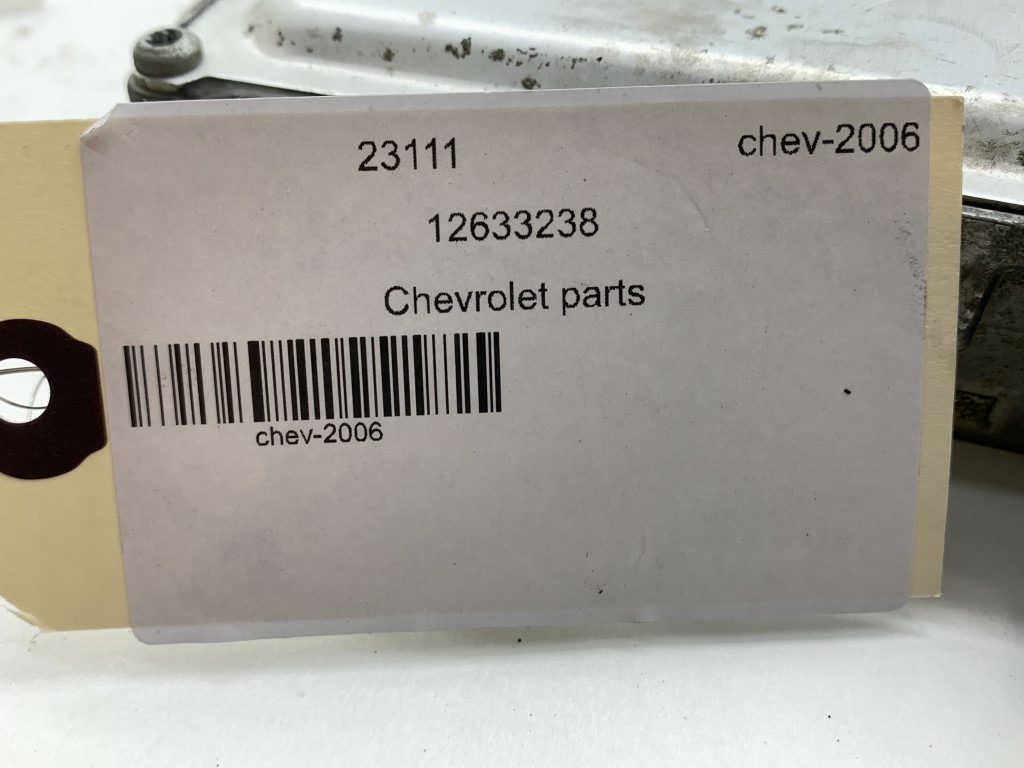 23111
chev-2006
12633238
Chevrolet parts
chev-2006